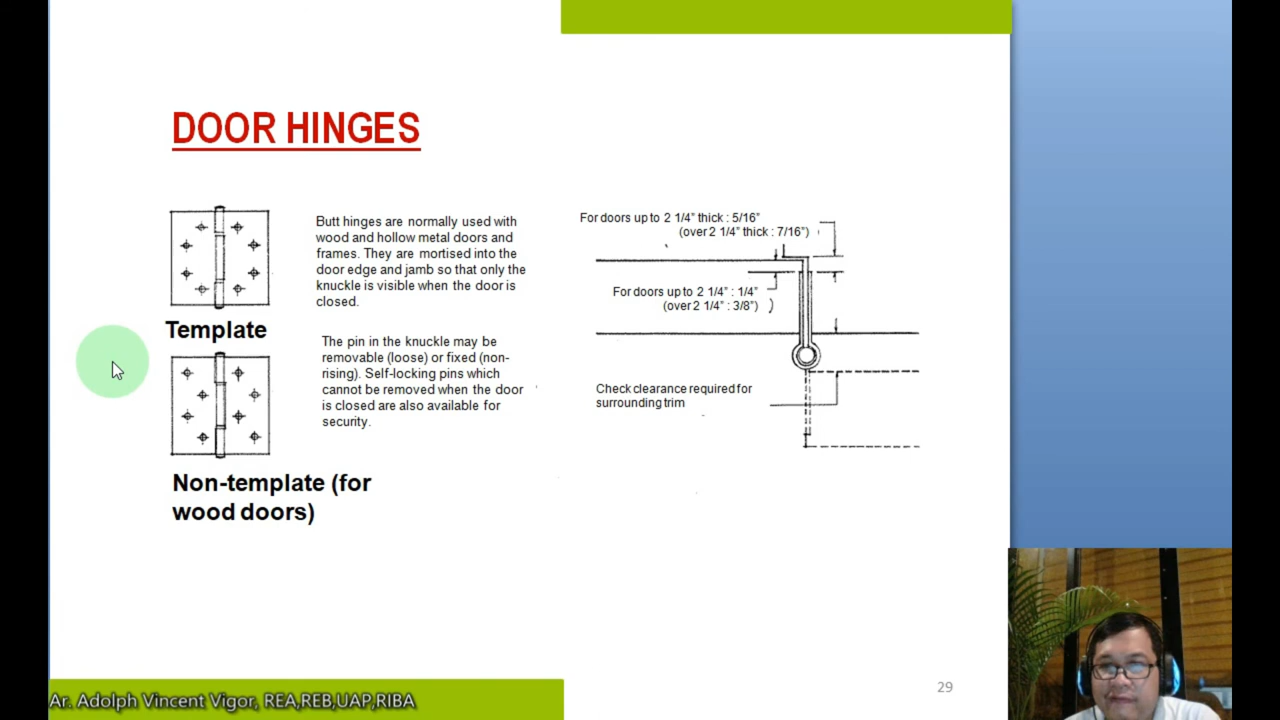 DOOR HINGES
Butt hinges are normally used with
wood and hollow metal doors and
frames. They are mortised into the
door edge and jamb so that only the
knuckle is visible when the door is
closed.
Template
The pin in the knuckle may be
removable (loose) or fixed (non-
rising). Self-locking pins which
cannot be removed when the door
is closed are also available for
security.
Non-template (for
wood doors)
For doors up to 2 1/4" thick : 5/16"
(over 2 1/4" thick : 7/16")
For doors up to 2 1/4" : 1/4"
(over 2 1/4" : 3/8")
Check clearance required for
surrounding trim
29
Ar. Adolph Vincent Vigor, REA,REB,UAP,RIBA